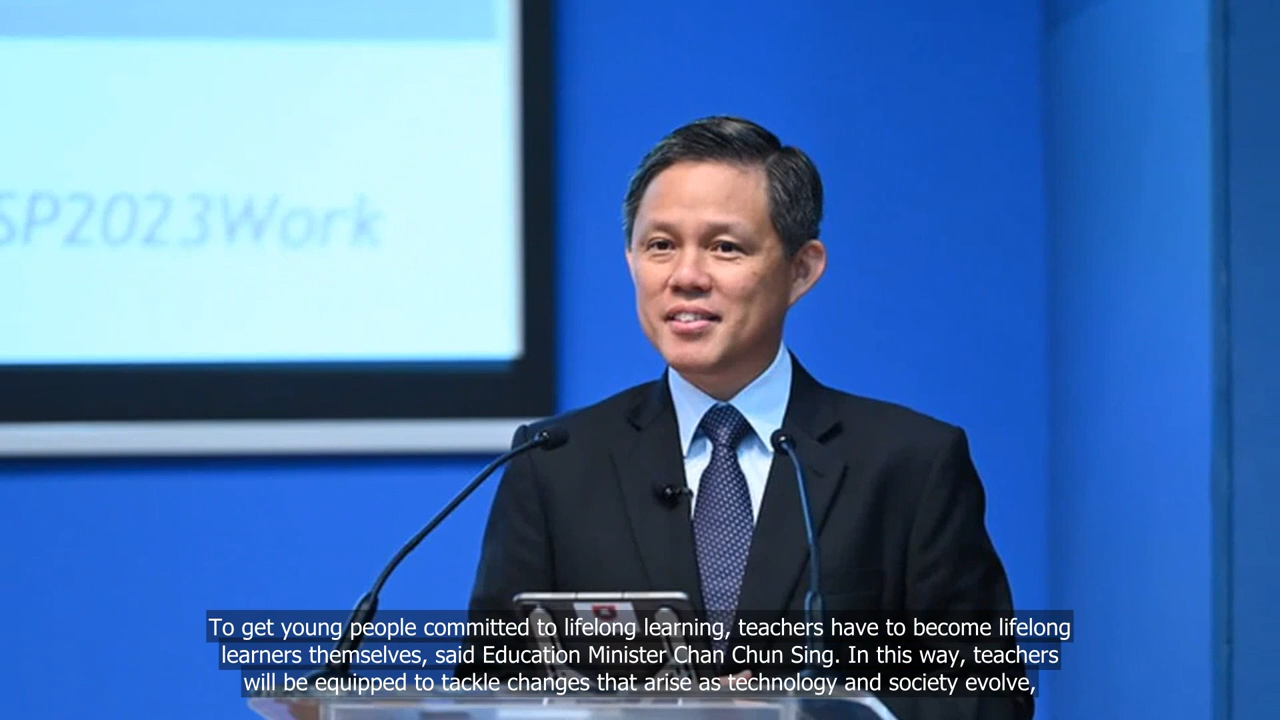 SP2023Work
To get young people committed to lifelong learning, teachers have to become lifelong
learners themselves, said Education Minister Chan Chun Sing. In this way, teachers
will be equipped to tackle changes that arise as technology and society evolve,